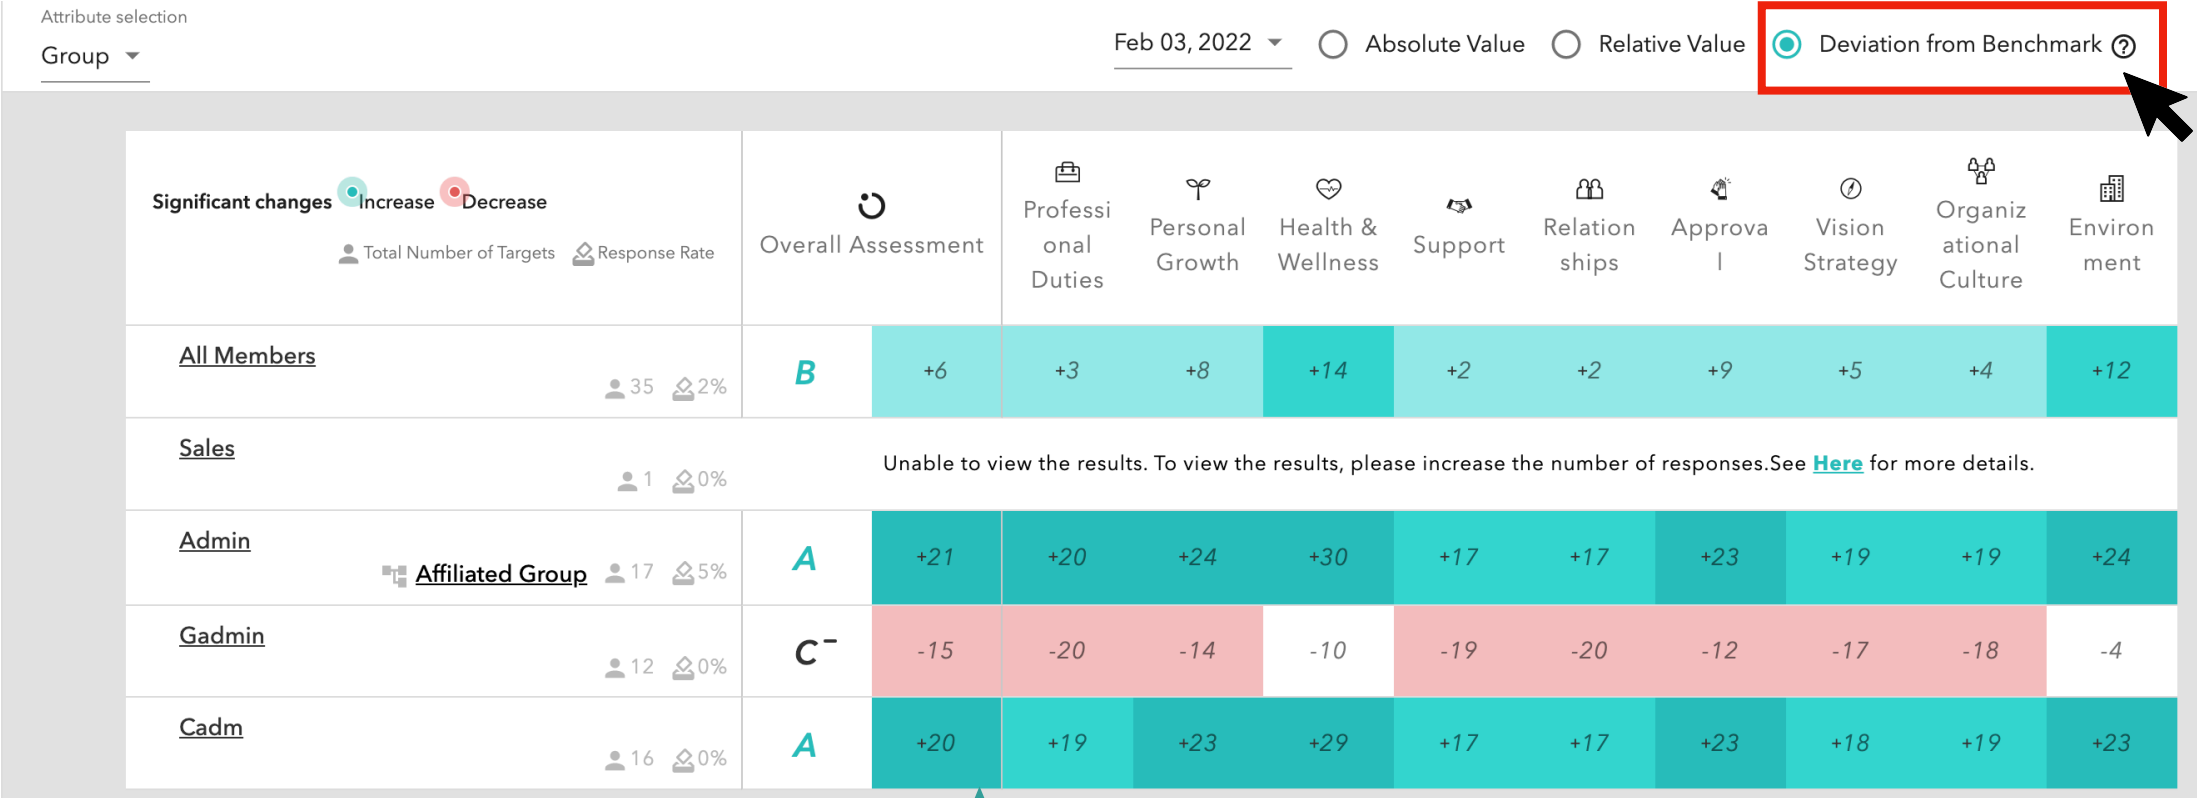 Attribute selection
Group
Feb 03, 2022
Absolute Value
Relative Value
Deviation from Benchmark ?
Significant changes Increase Decrease
Total Number of Targets Response Rate
Overall Assessment
Professi
onal
Duties
Personal
Growth
Health &
Wellness
Support
Relation
ships
Approva
l
Vision
Strategy
Organiz
ational
Culture
Environ
ment
All Members
35 2%
B +6 +3 +8 +14 +2 +2 +9 +5 +4 +12
Sales
1 0%
Unable to view the results. To view the results, please increase the number of responses.See Here for more details.
Admin
Affiliated Group 17 5%
A +21 +20 +24 +30 +17 +17 +23 +19 +19 +24
Gadmin
12 0%
C- -15 -20 -14 -10 -19 -20 -12 -17 -18 -4
Cadm
16 0%
A +20 +19 +23 +29 +17 +17 +23 +18 +19 +23